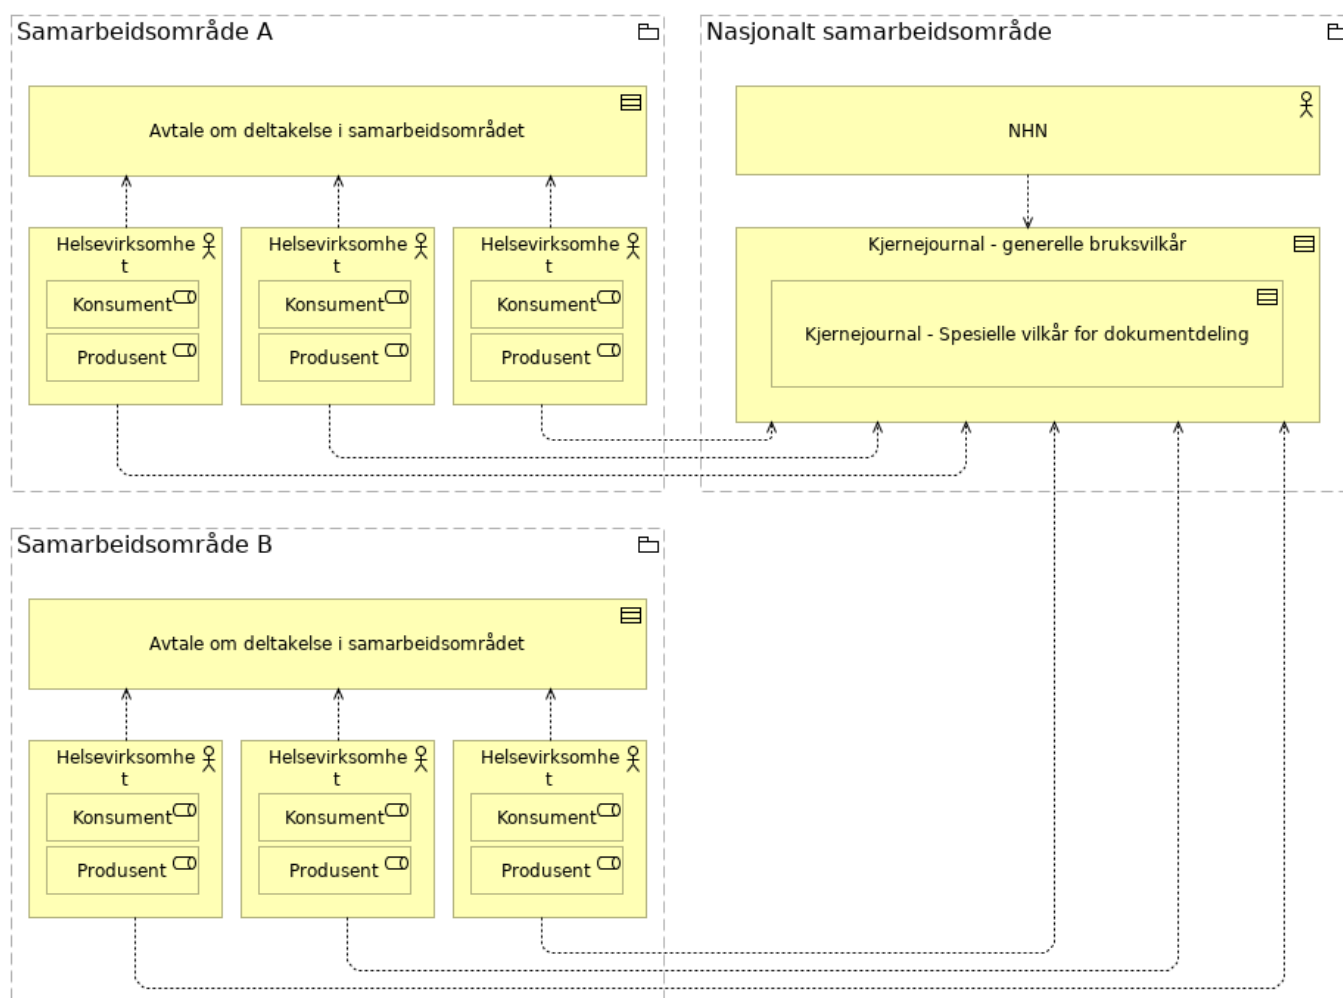 Samarbeidsområde A
Avtale om deltakelse i samarbeidsområdet
Helsevirksomhe
t
Konsument
Produsent
Helsevirksomhe
t
Konsument
Produsent
Helsevirksomhe
t
Konsument
Produsent
Nasjonalt samarbeidsområde
NHN
Kjernejournal - generelle bruksvilkår
Kjernejournal - Spesielle vilkår for dokumentdeling
Samarbeidsområde B
Avtale om deltakelse i samarbeidsområdet
Helsevirksomhe
t
Konsument
Produsent
Helsevirksomhe
t
Konsument
Produsent
Helsevirksomhe
t
Konsument
Produsent